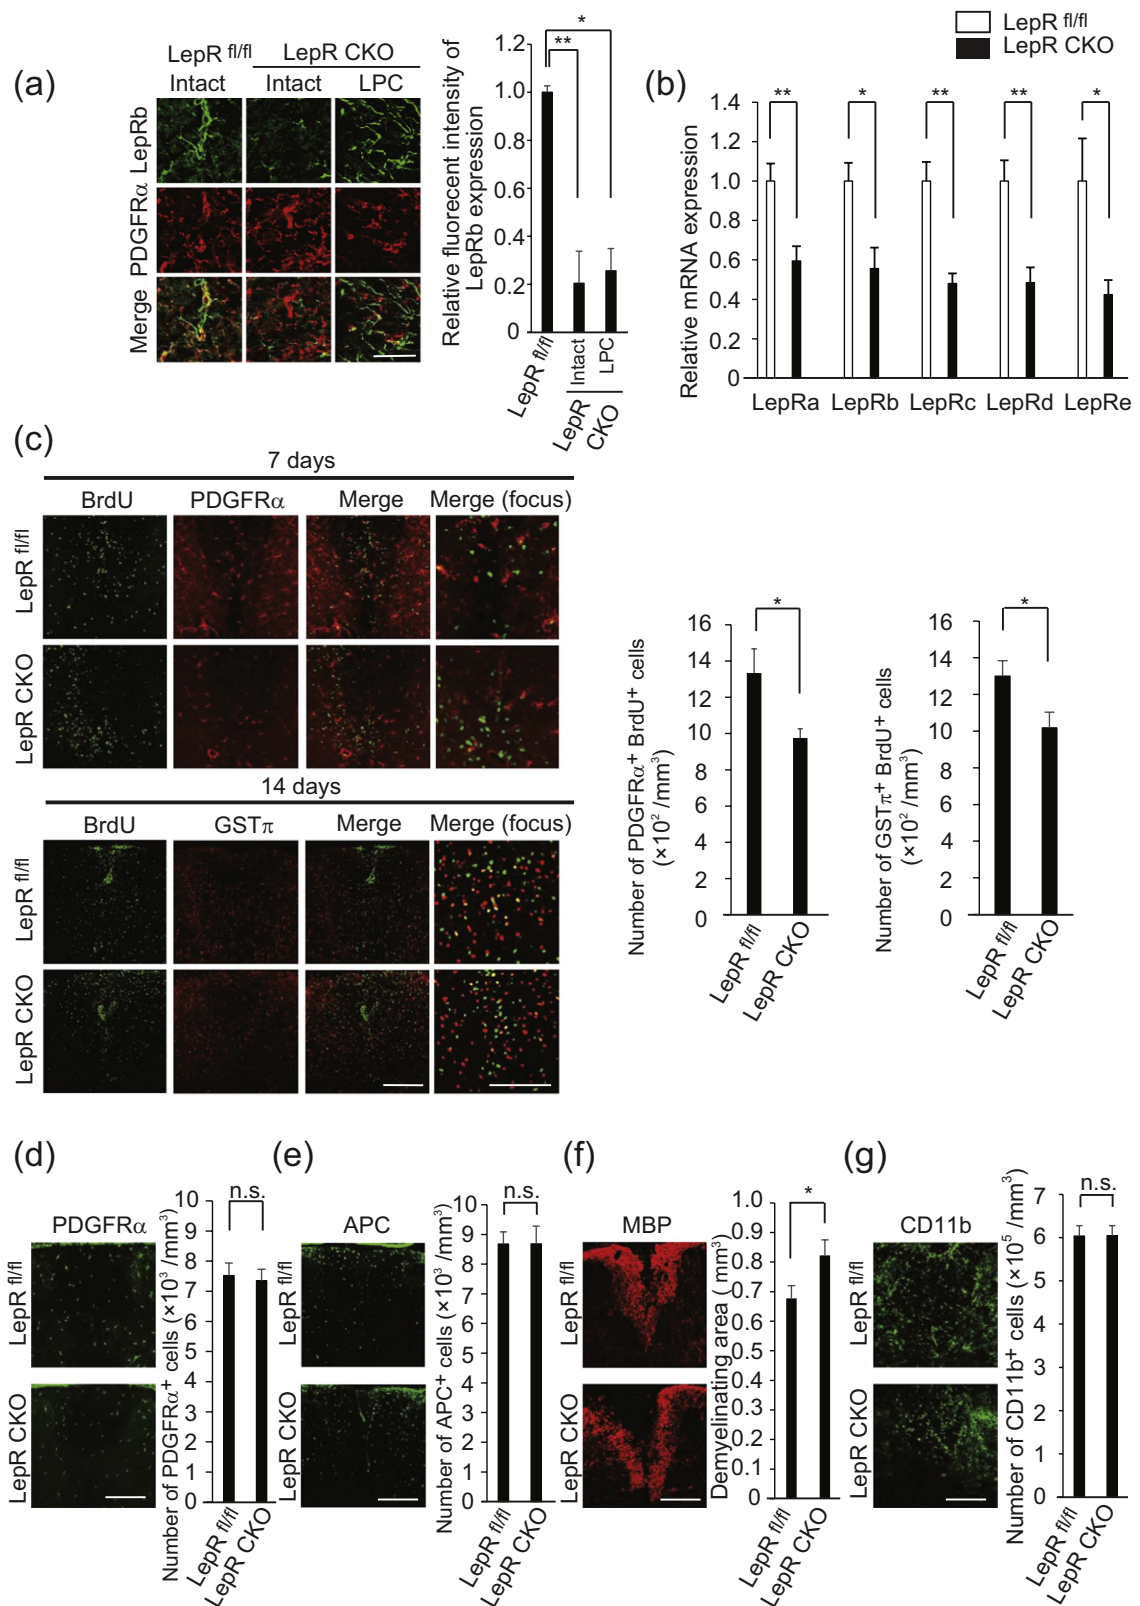 (a)
LepR fl/fl
LepR CKO
Intact
Intact
LPC
LepRb
PDGFRα
Merge
Relative fluorecent intensity of
LepRb expression
1.2
1.0
0.8
0.6
0.4
0.2
0
*
**
LepR fl/fl
Intact
LPC
LepR
CKO
(b)
LepR fl/fl
LepR CKO
Relative mRNA expression
1.4
1.2
1.0
0.8
0.6
0.4
0.2
0
**
*
**
**
*
LepRa
LepRb
LepRc
LepRd
LepRe
(c)
7 days
BrdU
PDGFRα
Merge
Merge (focus)
LepR fl/fl
LepR CKO
14 days
BrdU
GSTπ
Merge
Merge (focus)
LepR fl/fl
LepR CKO
Number of PDGFRα+ BrdU+ cells
(×10² /mm³)
16
14
13
10
8
6
4
2
0
*
LepR fl/fl
LepR CKO
Number of GSTπ+ BrdU+ cells
(×10² /mm³)
16
14
12
10
8
6
4
2
0
*
LepR fl/fl
LepR CKO
(d)
PDGFRα
LepR fl/fl
LepR CKO
Number of PDGFRα+ cells (×10³ /mm³)
10
9
8
7
6
5
4
3
2
1
0
n.s.
LepR fl/fl
LepR CKO
(e)
APC
LepR fl/fl
LepR CKO
Number of APC+ cells (×10³ /mm³)
10
9
8
7
6
5
4
3
2
1
0
n.s.
LepR fl/fl
LepR CKO
(f)
MBP
LepR fl/fl
LepR CKO
Demyelinating area ( mm³)
1.0
0.9
0.8
0.7
0.6
0.5
0.4
0.3
0.2
0.1
0
*
LepR fl/fl
LepR CKO
(g)
CD11b
LepR fl/fl
LepR CKO
Number of CD11b+ cells (×10⁵ /mm³)
7
6
5
4
3
2
1
0
n.s.
LepR fl/fl
LepR CKO